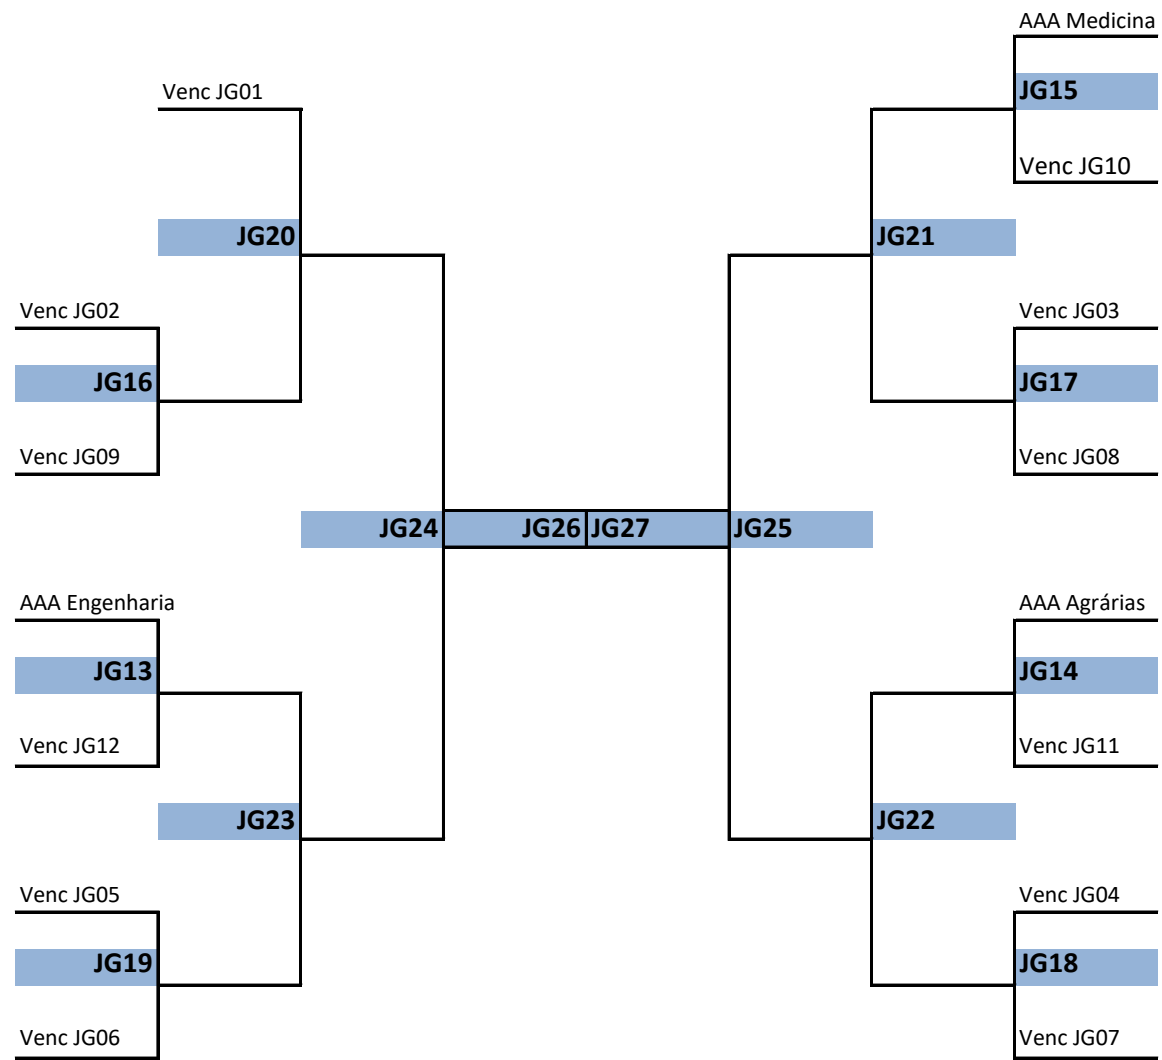 AAA Medicina
Venc JG01
JG15
Venc JG10
JG20
JG21
Venc JG02
Venc JG03
JG16
JG17
Venc JG09
Venc JG08
JG24
JG26
JG27
JG25
AAA Engenharia
AAA Agrárias
JG13
JG14
Venc JG12
Venc JG11
JG23
JG22
Venc JG05
Venc JG04
JG19
JG18
Venc JG06
Venc JG07